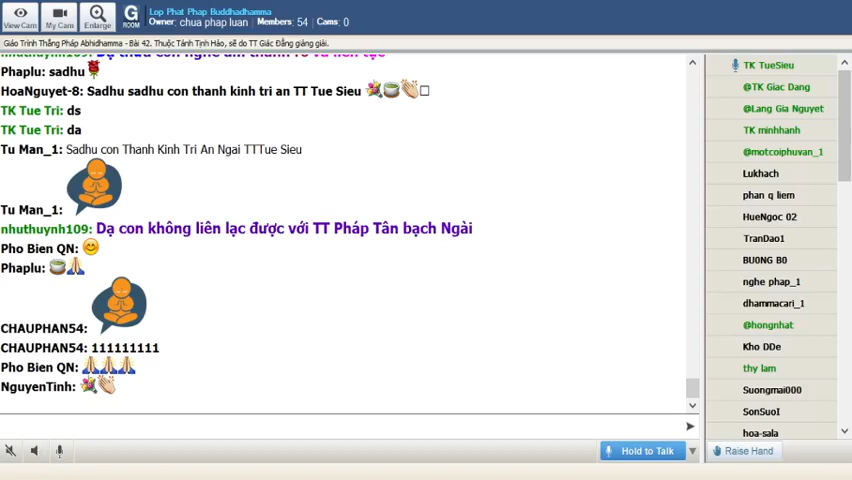 View Cam
My Cam
Enlarge
G
ROOM
Lop Phat Phap Buddhadhamma
Owner: chua phap luan Members: 54 Cams: 0
Giáo Trình Thắng Pháp Abhidhamma - Bài 42. Thuộc Tánh Tịnh Hảo, sẽ do TT Giác Đẳng giảng giải.
Phaplu: sadhu
HoaNguyet-8: Sadhu sadhu con thanh kinh tri an TT Tue Sieu
TK Tue Tri: ds
TK Tue Tri: da
Tu Man_1: Sadhu con Thanh Kinh Tri An Ngai TTTue Sieu
Tu Man_1:
nhuthuynh109: Dạ con không liên lạc được với TT Pháp Tân bạch Ngài
Pho Bien QN:
Phaplu:
CHAUPHAN54:
CHAUPHAN54: 111111111
Pho Bien QN:
NguyenTinh:
Hold to Talk
TK TueSieu
@TK Giac Dang
@Lang Gia Nguyet
TK minhhanh
@motcoiphuvan_1
Lukhach
phan q liem
HueNgoc 02
TranDao1
BU0NG B0
nghe phap_1
dhammacari_1
@hongnhat
Kho DDe
thy lam
Suongmai000
SonSuoI
hoa-sala
Raise Hand